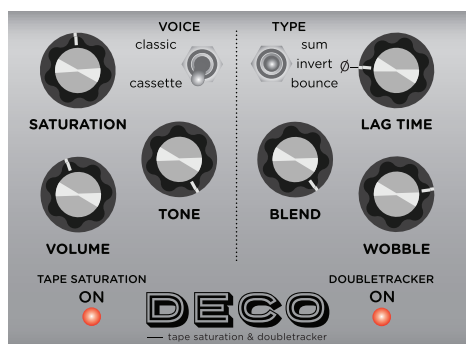 VOICE
classic
cassette
TYPE
sum
invert
bounce
Ø
SATURATION
LAG TIME
TONE
BLEND
VOLUME
WOBBLE
TAPE SATURATION
ON
DOUBLETRACKER
ON
DECO
tape saturation & doubletracker